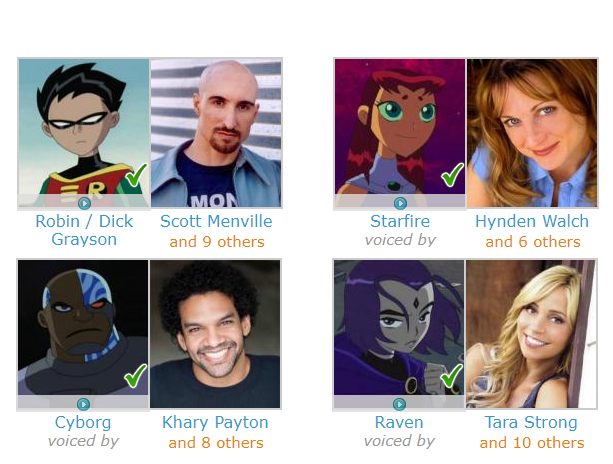 R
MON
Robin / Dick
Grayson
Scott Menville
and 9 others
Starfire
voiced by
Hynden Walch
and 6 others
Cyborg
voiced by
Khary Payton
and 8 others
Raven
voiced by
Tara Strong
and 10 others